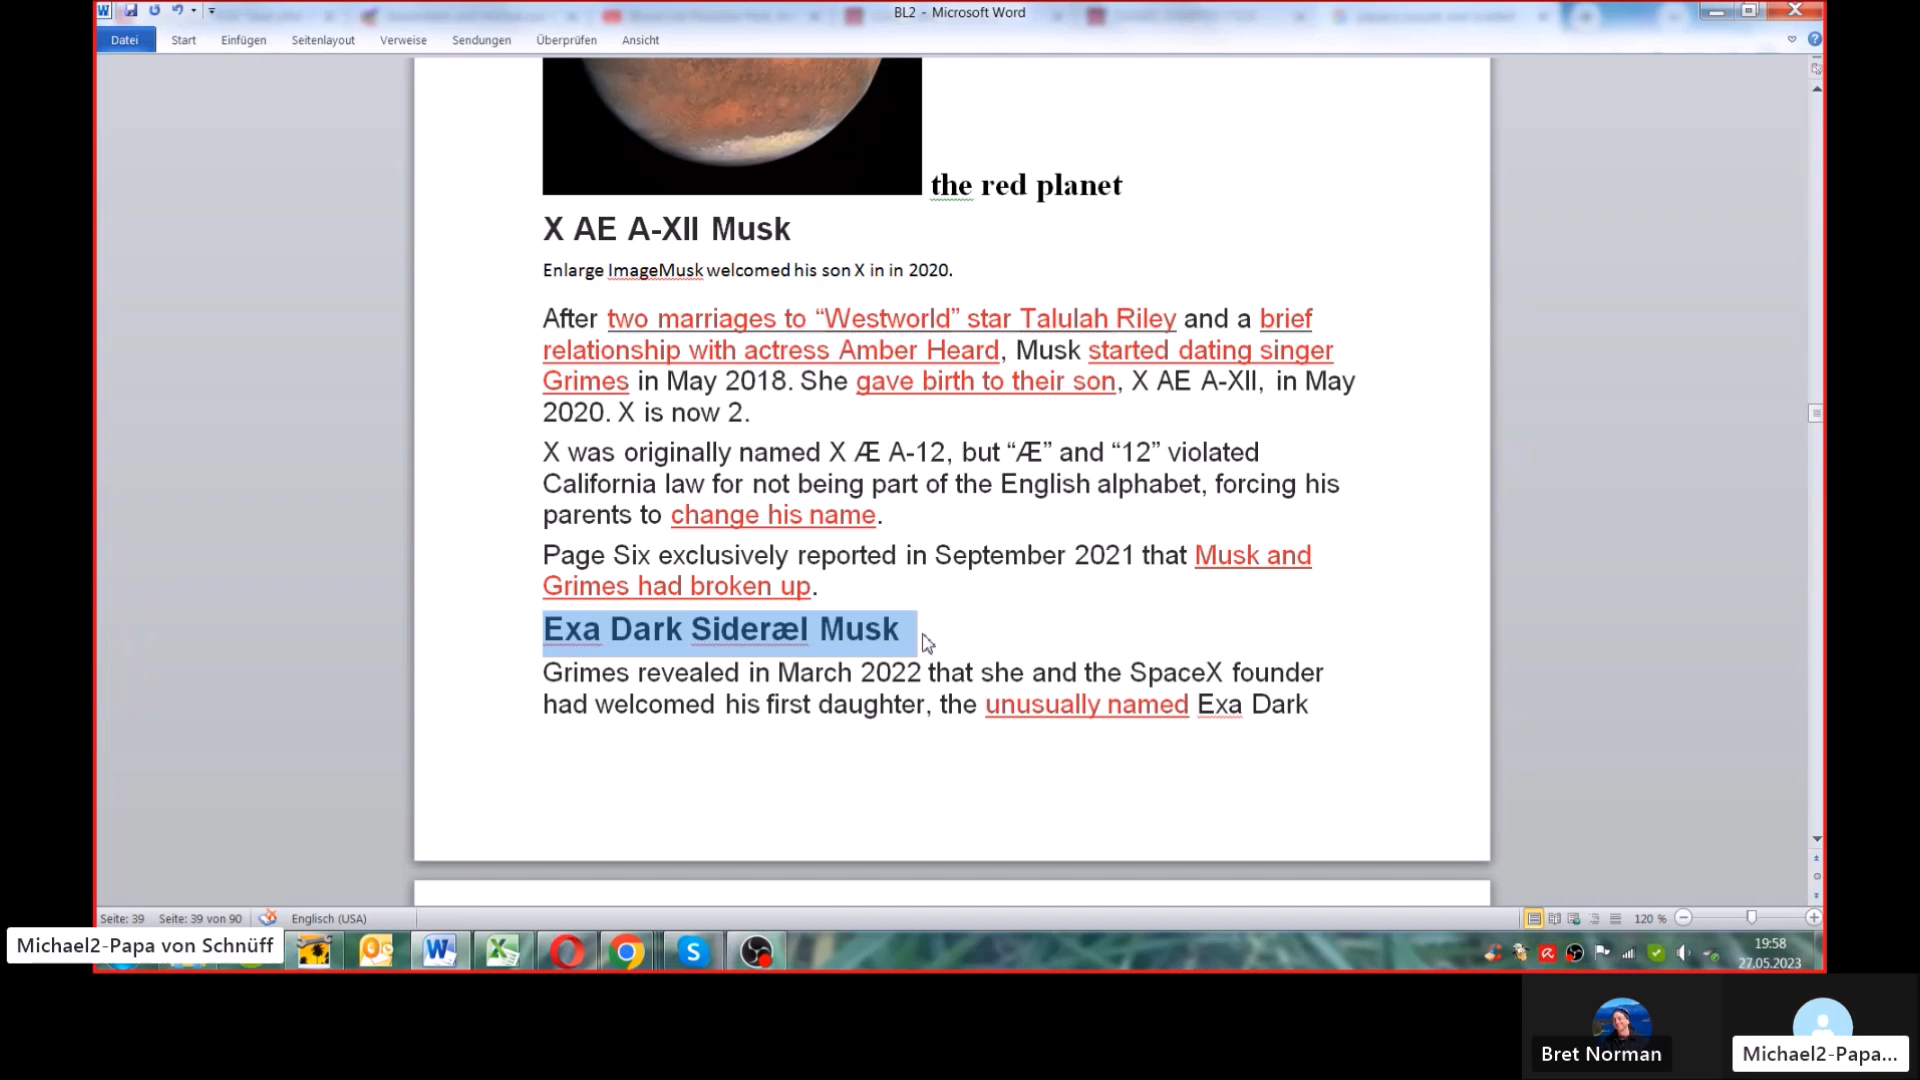 BL2 - Microsoft Word
Datei Start Einfügen Seitenlayout Verweise Sendungen Überprüfen Ansicht
the red planet
X AE A-XII Musk
Enlarge ImageMusk welcomed his son X in in 2020.
After two marriages to “Westworld” star Talulah Riley and a brief
relationship with actress Amber Heard, Musk started dating singer
Grimes in May 2018. She gave birth to their son, X AE A-XII, in May
2020. X is now 2.
X was originally named X Æ A-12, but “Æ” and “12” violated
California law for not being part of the English alphabet, forcing his
parents to change his name.
Page Six exclusively reported in September 2021 that Musk and
Grimes had broken up.
Exa Dark Sideræl Musk
Grimes revealed in March 2022 that she and the SpaceX founder
had welcomed his first daughter, the unusually named Exa Dark
Seite: 39 Seite: 39 von 90 Englisch (USA) 120 %
Michael2-Papa von Schnüff
19:58
27.05.2023
Bret Norman
Michael2-Papa...